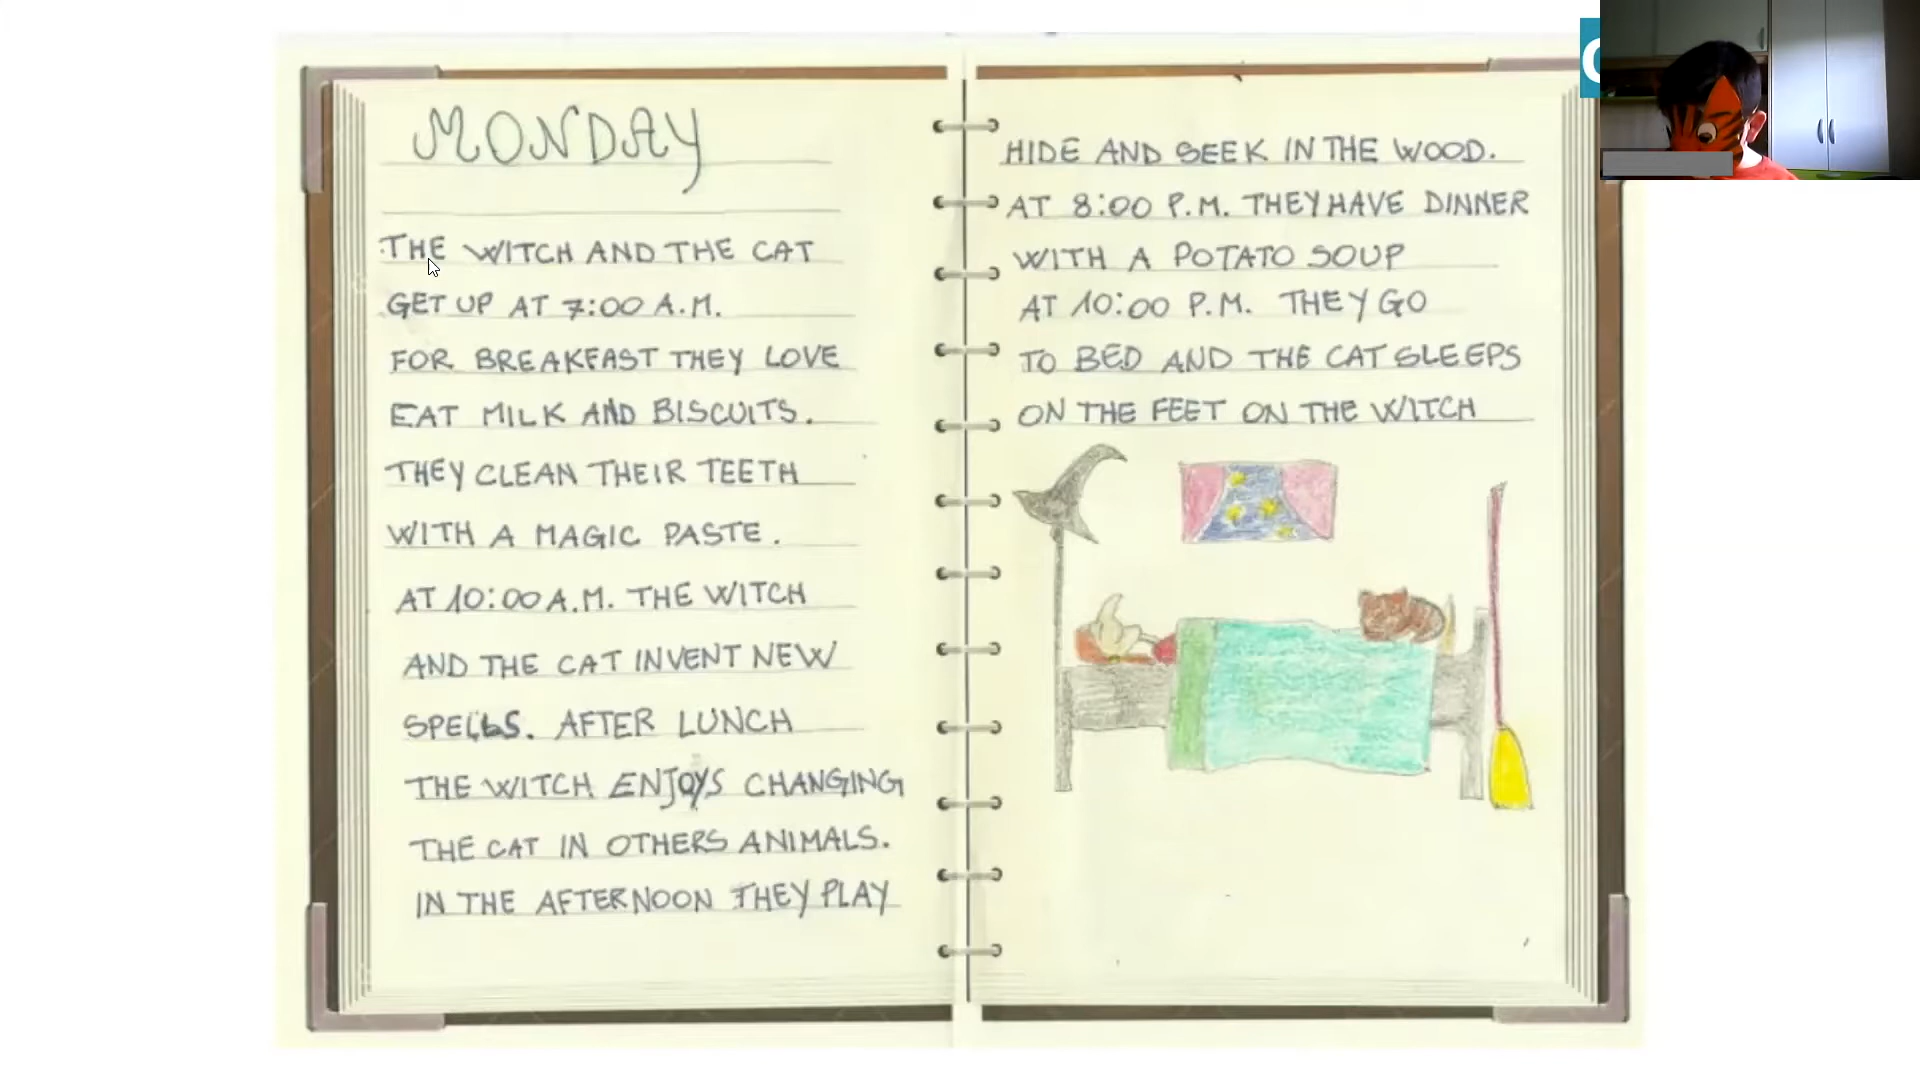 MONDAY
THE WITCH AND THE CAT
GET UP AT 7:00 A.M.
FOR BREAKFAST THEY LOVE
EAT MILK AND BISCUITS.
THEY CLEAN THEIR TEETH
WITH A MAGIC PASTE.
AT 10:00 A.M. THE WITCH
AND THE CAT INVENT NEW
SPELLS. AFTER LUNCH
THE WITCH ENJOYS CHANGING
THE CAT IN OTHERS ANIMALS.
IN THE AFTERNOON THEY PLAY
HIDE AND SEEK IN THE WOOD.
AT 8:00 P.M. THEY HAVE DINNER
WITH A POTATO SOUP
AT 10:00 P.M. THEY GO
TO BED AND THE CAT SLEEPS
ON THE FEET ON THE WITCH